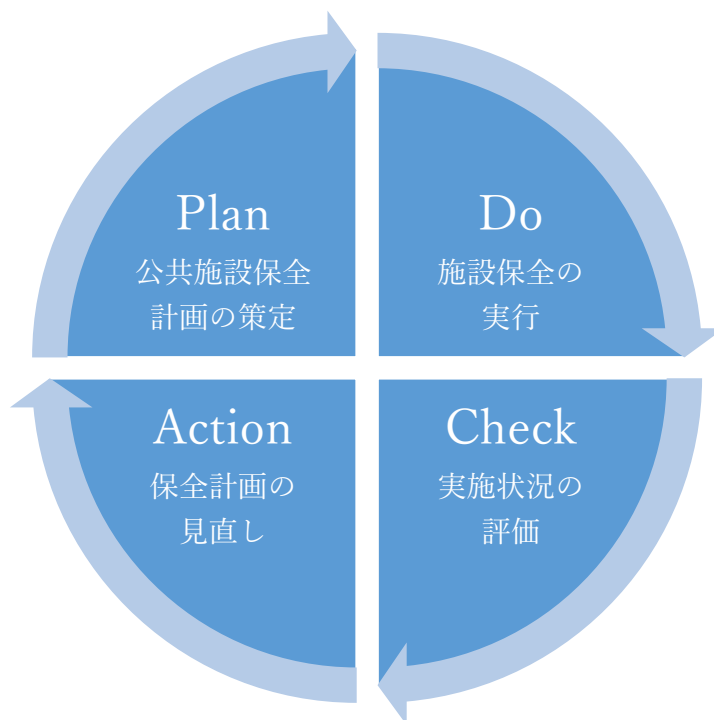 Plan
公共施設保全
計画の策定
Do
施設保全の
実行
Action
保全計画の
見直し
Check
実施状況の
評価